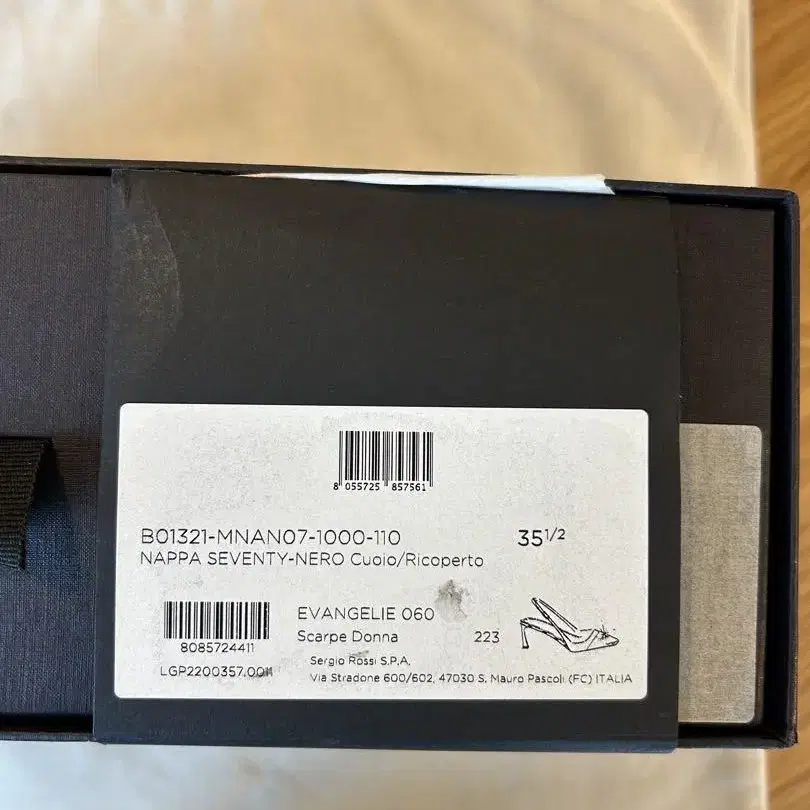 8 055725 857561
B01321-MNAN07-1000-110 35 1/2
NAPPA SEVENTY-NERO Cuoio/Ricoperto
8085724411
LGP2200357.001
EVANGELIE 060
Scarpe Donna 223
Sergio Rossi S.P.A.
Via Stradone 600/602, 47030 S. Mauro Pascoli (FC) ITALIA